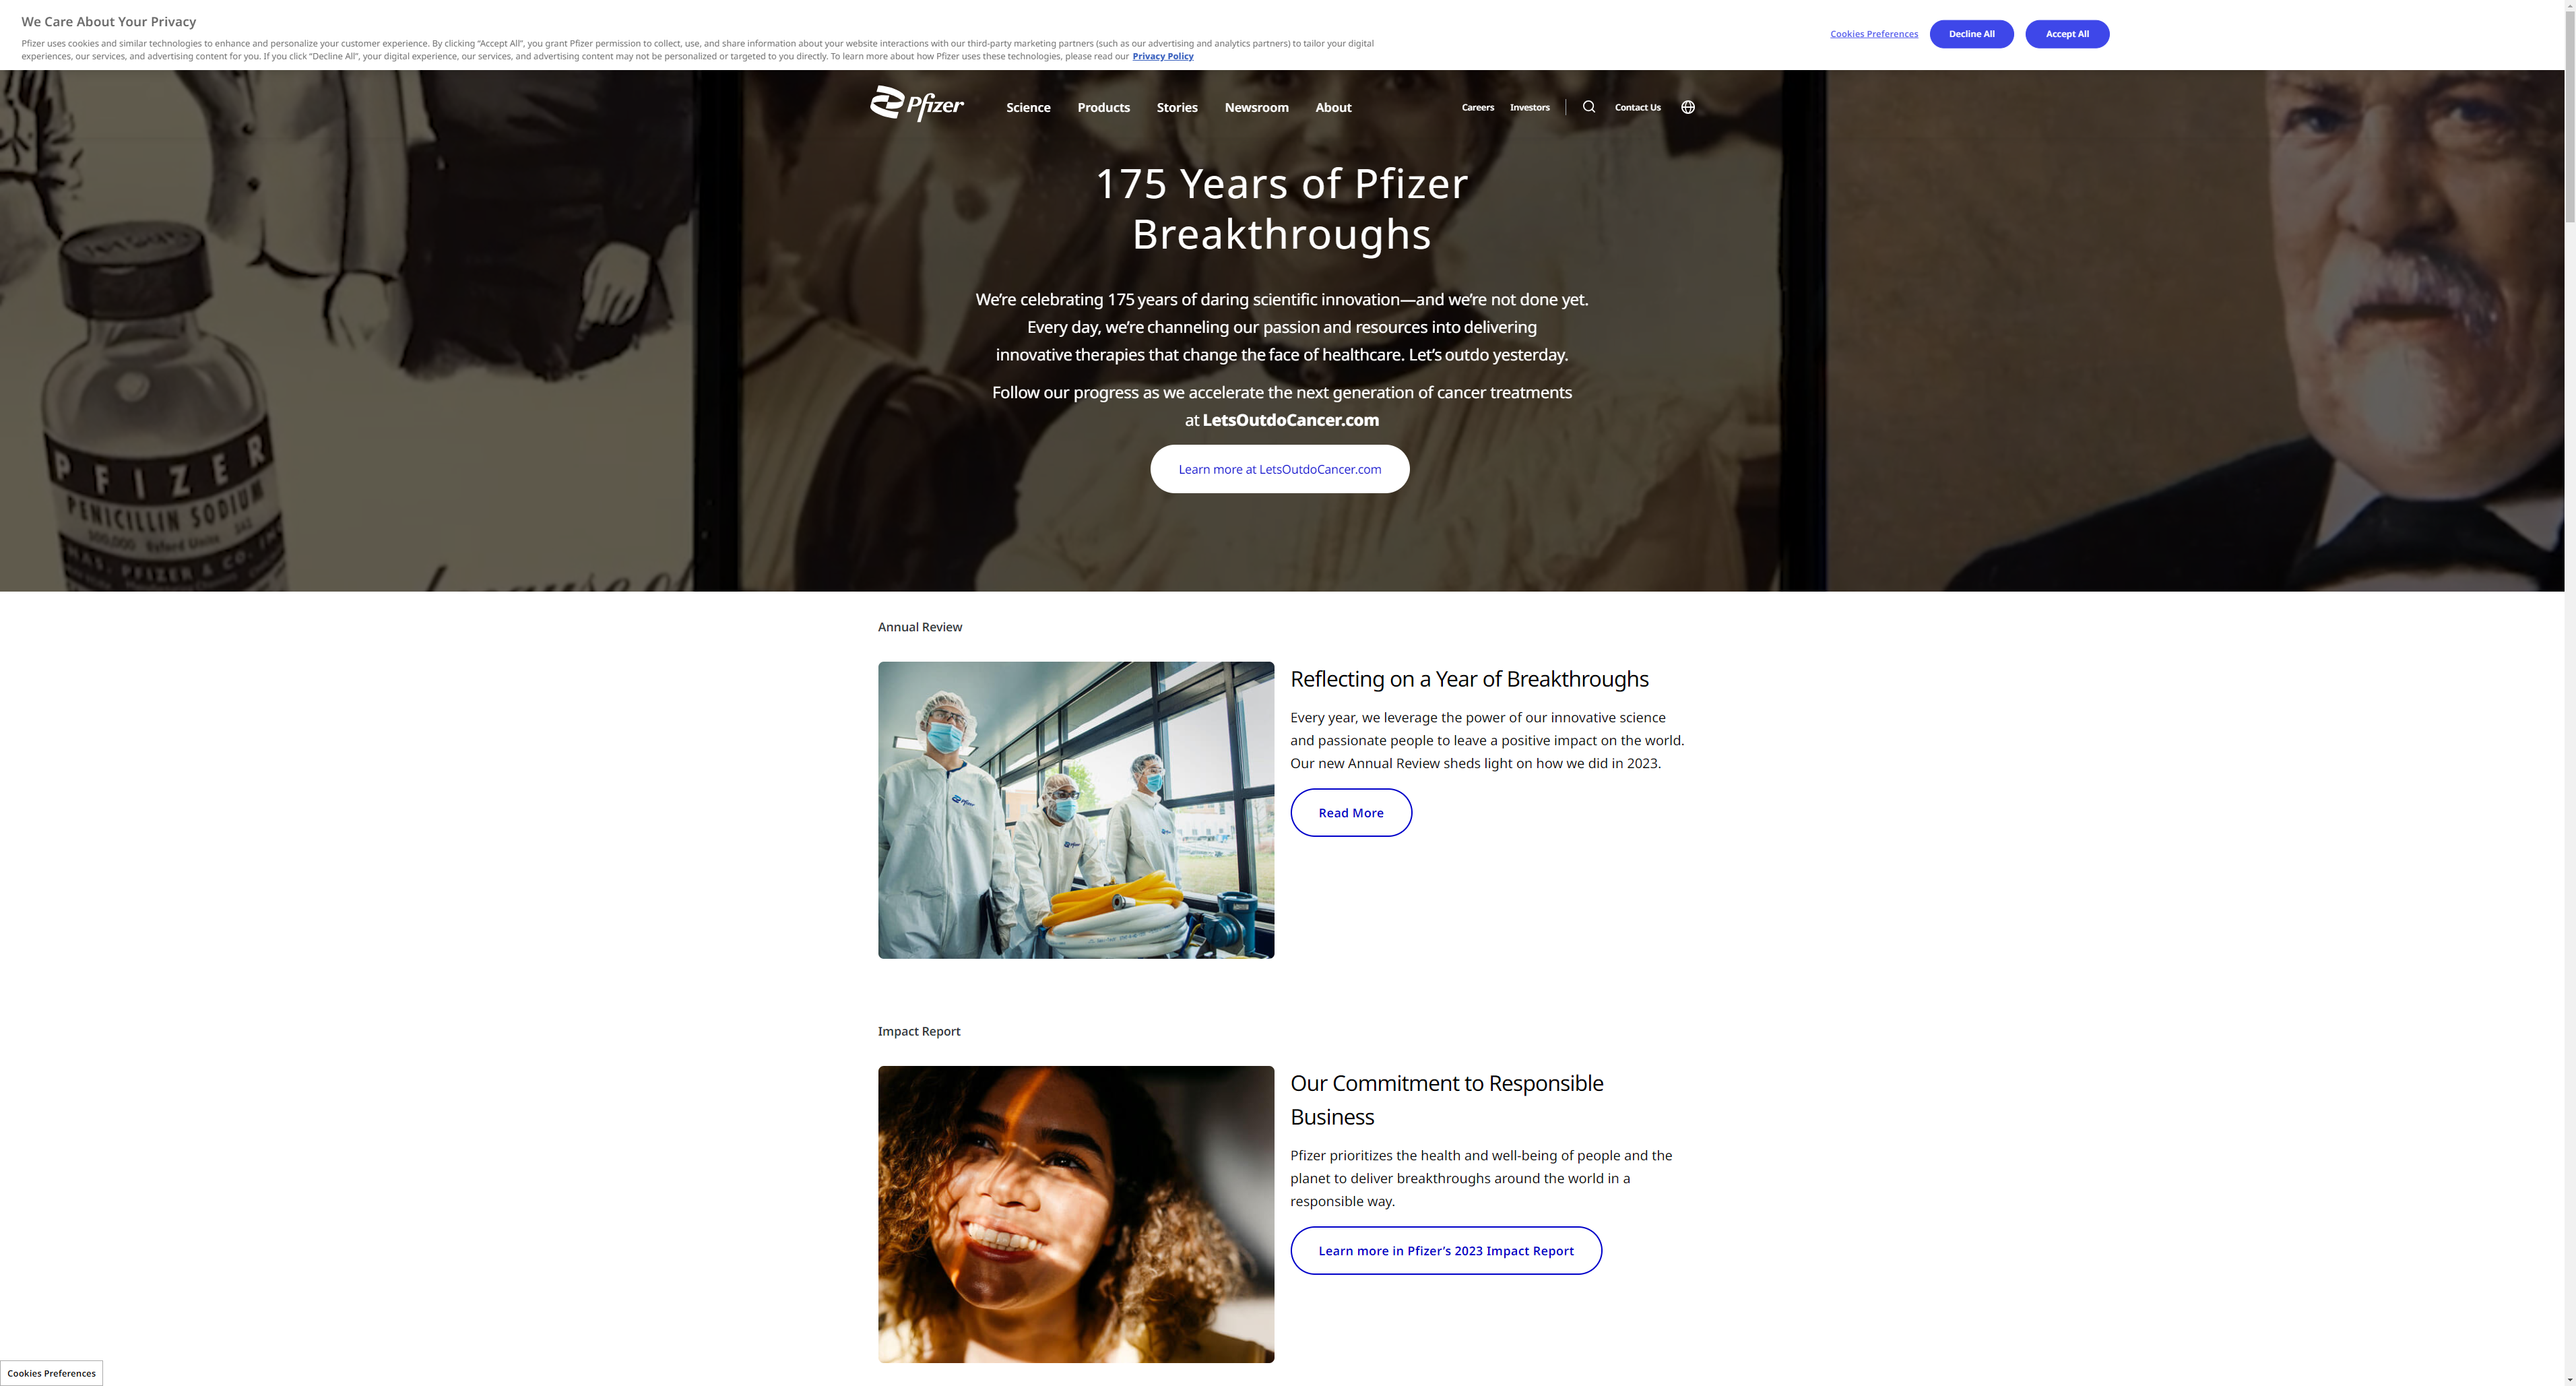 We Care About Your Privacy
Pfizer uses cookies and similar technologies to enhance and personalize your customer experience. By clicking “Accept All”, you grant Pfizer permission to collect, use, and share information about your website interactions with our third-party marketing partners (such as our advertising and analytics partners) to tailor your digital
experiences, our services, and advertising content for you. If you click “Decline All”, your digital experience, our services, and advertising content may not be personalized or targeted to you directly. To learn more about how Pfizer uses these technologies, please read our Privacy Policy
Cookies Preferences
Decline All
Accept All
Pfizer
Science
Products
Stories
Newsroom
About
Careers
Investors
Contact Us
175 Years of Pfizer
Breakthroughs
We’re celebrating 175 years of daring scientific innovation—and we’re not done yet.
Every day, we’re channeling our passion and resources into delivering
innovative therapies that change the face of healthcare. Let’s outdo yesterday.
Follow our progress as we accelerate the next generation of cancer treatments
at LetsOutdoCancer.com
Learn more at LetsOutdoCancer.com
PFIZER
PENICILLIN SODIUM
Oxford Units
CHAS. PFIZER & CO. IN
because of
Annual Review
Pfizer
Pfizer
Pfizer
Reflecting on a Year of Breakthroughs
Every year, we leverage the power of our innovative science
and passionate people to leave a positive impact on the world.
Our new Annual Review sheds light on how we did in 2023.
Read More
Impact Report
Our Commitment to Responsible
Business
Pfizer prioritizes the health and well-being of people and the
planet to deliver breakthroughs around the world in a
responsible way.
Learn more in Pfizer’s 2023 Impact Report
Cookies Preferences